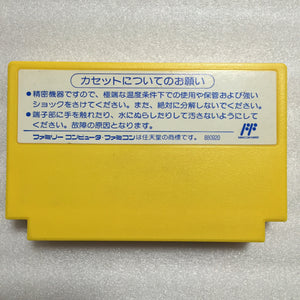 カセットについてのお願い
●精密機器ですので、極端な温度条件下での使用や保管および強い
ショックをさけてください。また、絶対に分解しないでください。
●端子部に手を触れたり、水にぬらしたりして汚さないようにして
ください。故障の原因となります。
ファミリーコンピュータ・ファミコンは任天堂の商標です。
FF